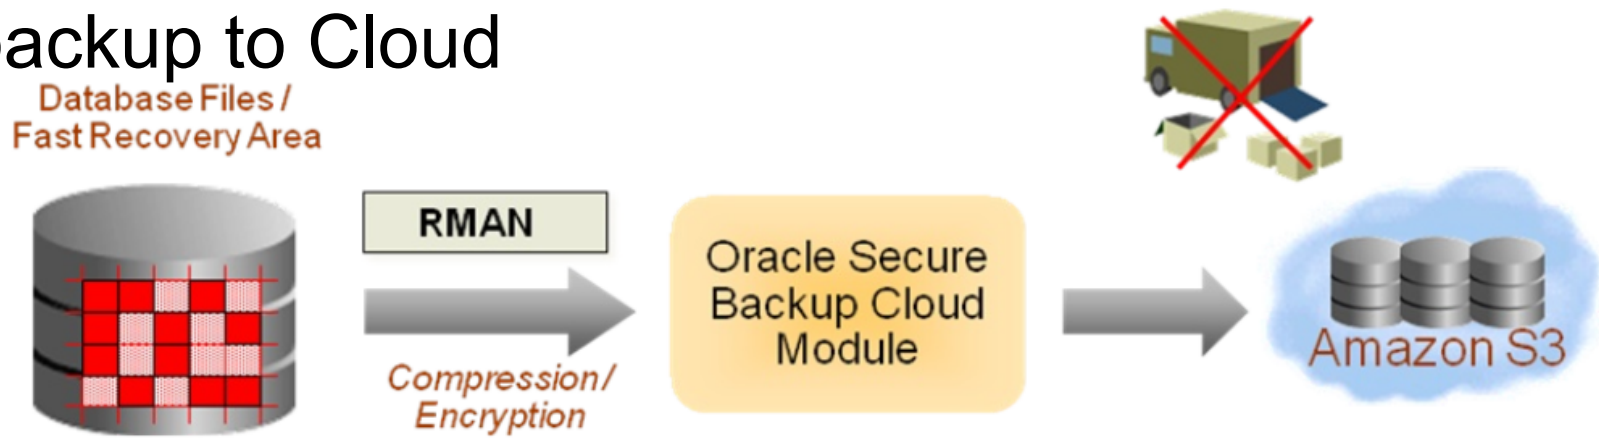 ackup to Cloud
Database Files /
Fast Recovery Area
RMAN
Compression /
Encryption
Oracle Secure
Backup Cloud
Module
Amazon S3